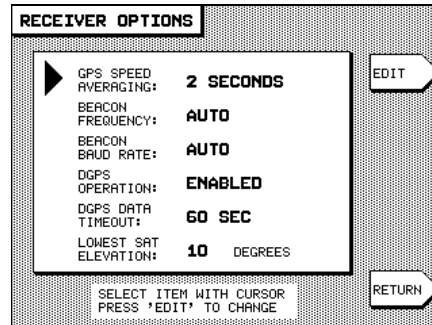 RECEIVER OPTIONS
GPS SPEED
AVERAGING: 2 SECONDS
BEACON
FREQUENCY: AUTO
BEACON
BAUD RATE: AUTO
DGPS
OPERATION: ENABLED
DGPS DATA
TIMEOUT: 60 SEC
LOWEST SAT
ELEVATION: 10 DEGREES
EDIT
SELECT ITEM WITH CURSOR
PRESS 'EDIT' TO CHANGE
RETURN